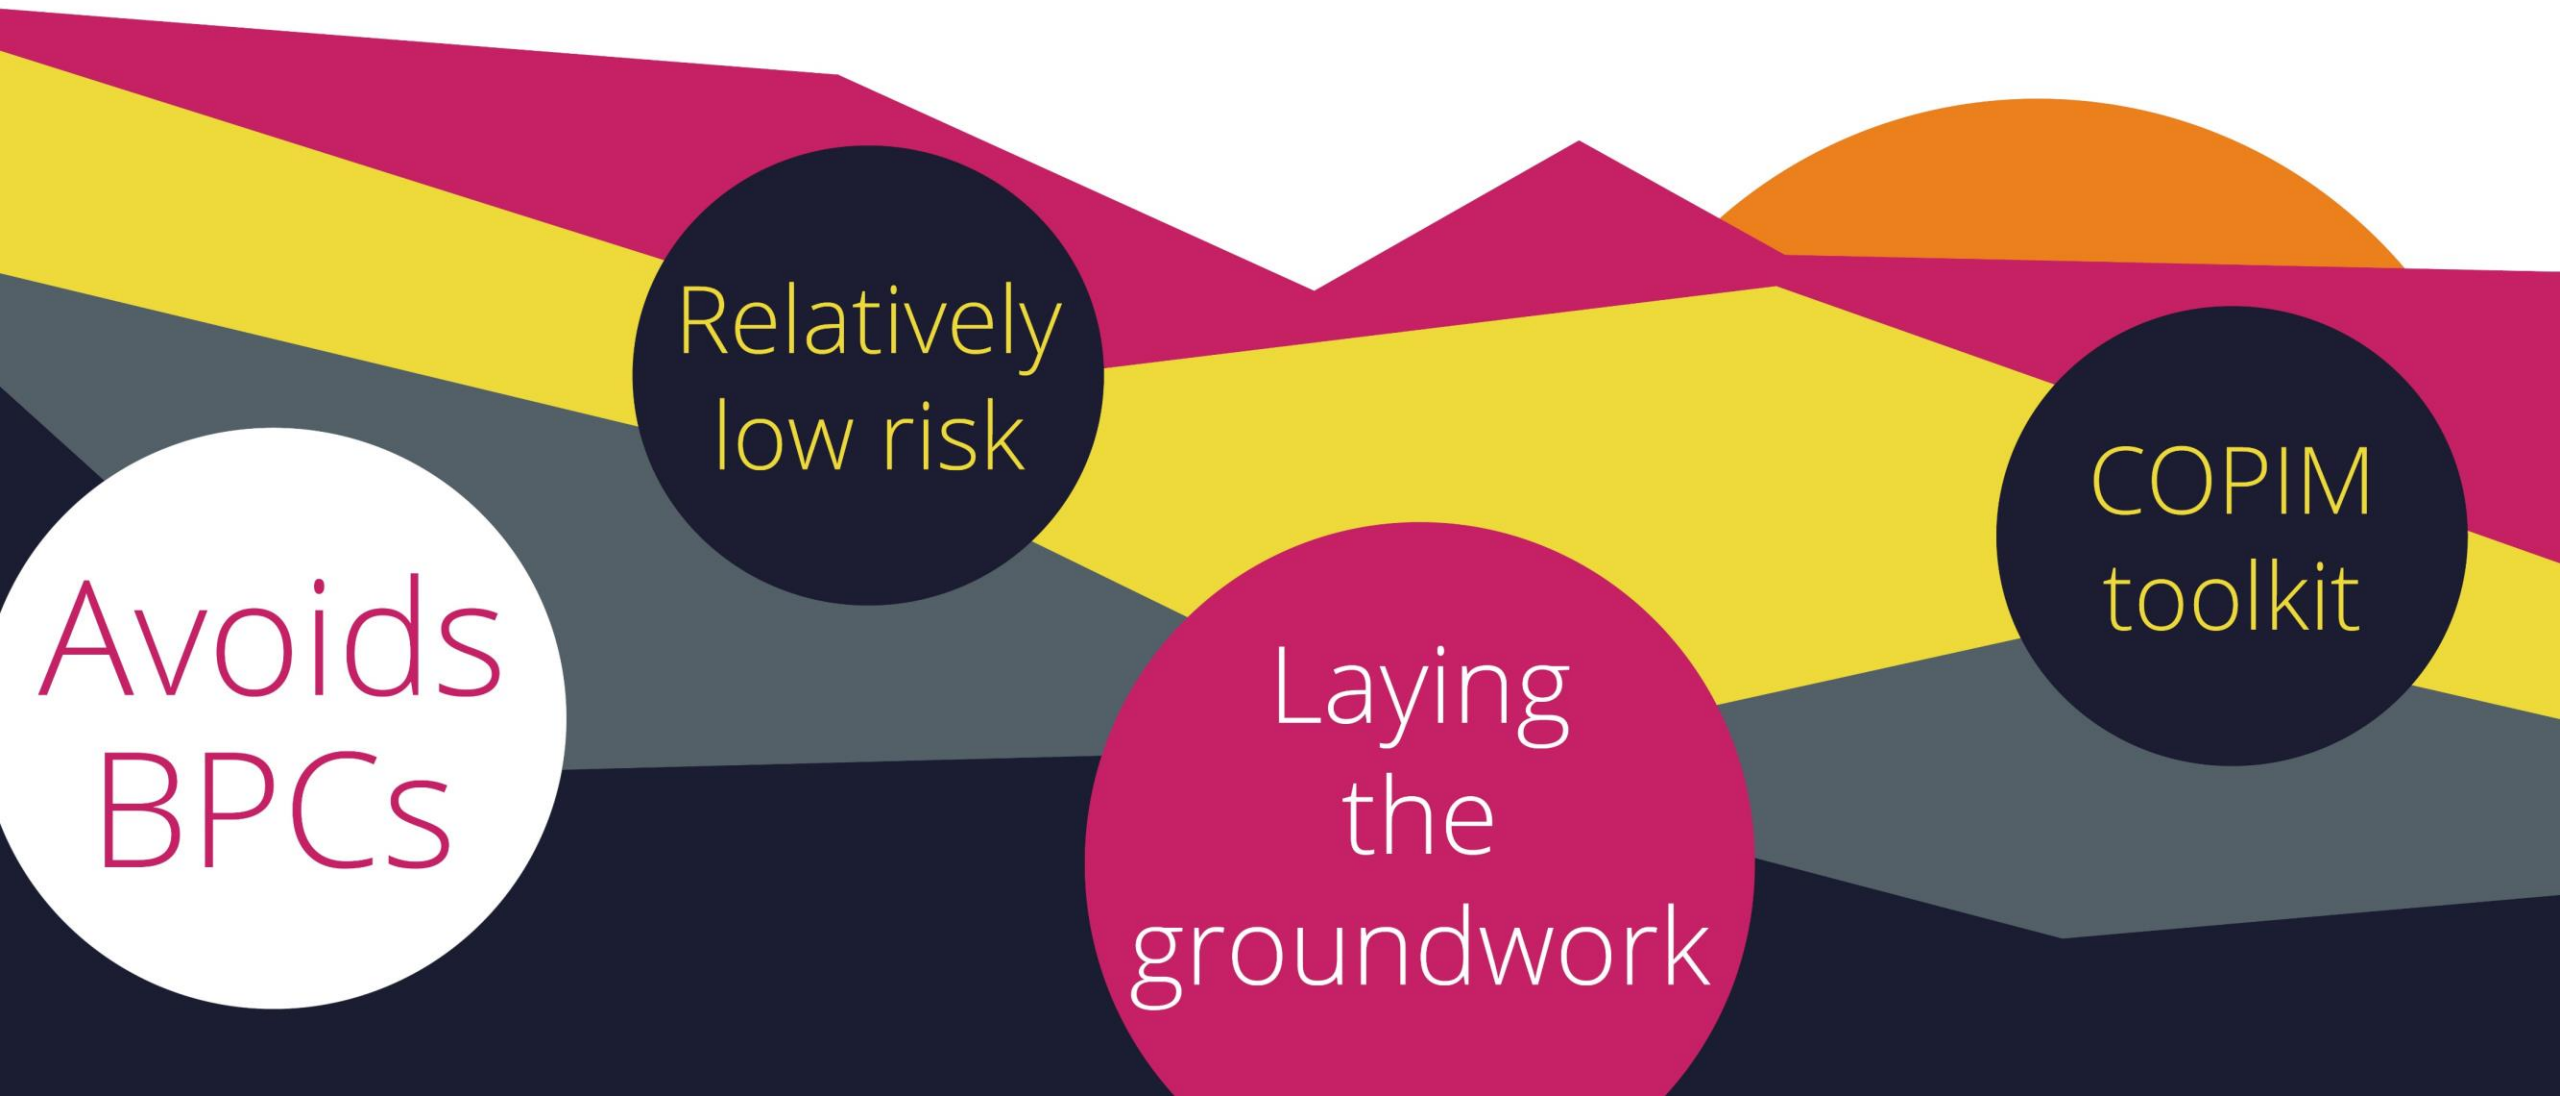 Avoids
BPCs
Relatively
low risk
Laying
the
groundwork
COPIM
toolkit